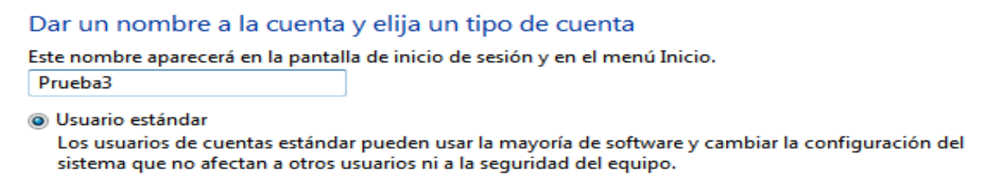 Dar un nombre a la cuenta y elija un tipo de cuenta
Este nombre aparecerá en la pantalla de inicio de sesión y en el menú Inicio.
Prueba3
Usuario estándar
Los usuarios de cuentas estándar pueden usar la mayoría de software y cambiar la configuración del
sistema que no afectan a otros usuarios ni a la seguridad del equipo.